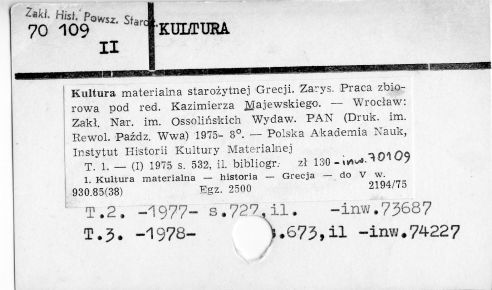 Zakł. Hist. Powsz. Staroż.
70 109
II
KULTURA
Kultura materialna starożytnej Grecji. Zarys. Praca zbio-
rowa pod red. Kazimierza Majewskiego. — Wrocław:
Zakł. Nar. im. Ossolińskich Wydaw. PAN (Druk. im.
Rewol. Paźdz. Wwa) 1975- 8°. — Polska Akademia Nauk,
Instytut Historii Kultury Materialnej
T. 1. — (I) 1975 s. 532, il. bibliogr. zł 130 -inw.70109
1. Kultura materialna — historia — Grecja — do V w.
930.85(38) Egz. 2500 2194/75
T.2. -1977- s.727,il. -inw.73687
T.3. -1978- s.673,il -inw.74227